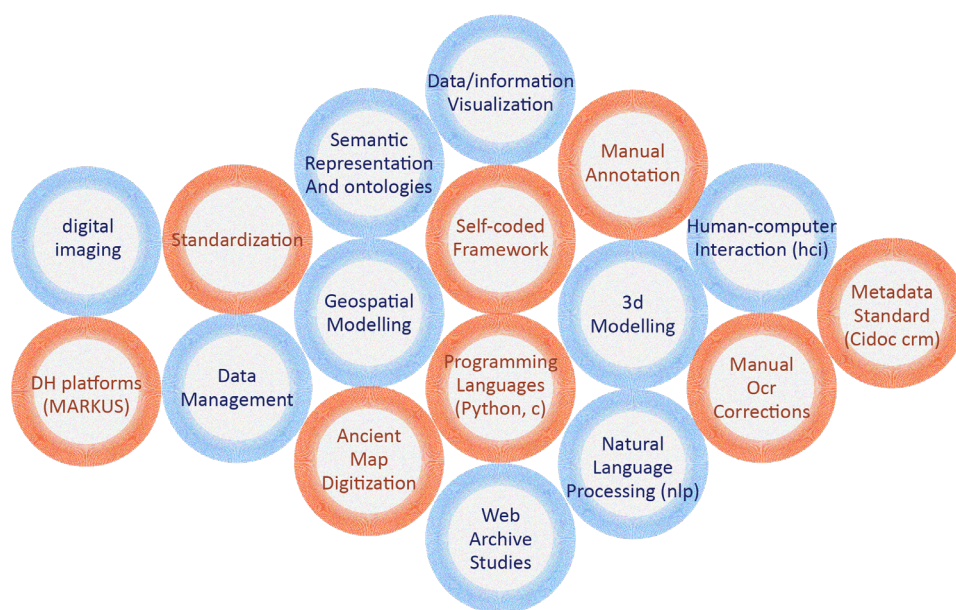 Data/information
Visualization
Semantic
Representation
And ontologies
Manual
Annotation
digital
imaging
Standardization
Self-coded
Framework
Human-computer
Interaction (hci)
Geospatial
Modelling
3d
Modelling
Metadata
Standard
(Cidoc crm)
DH platforms
(MARKUS)
Data
Management
Programming
Languages
(Python, c)
Manual
Ocr
Corrections
Ancient
Map
Digitization
Natural
Language
Processing (nlp)
Web
Archive
Studies